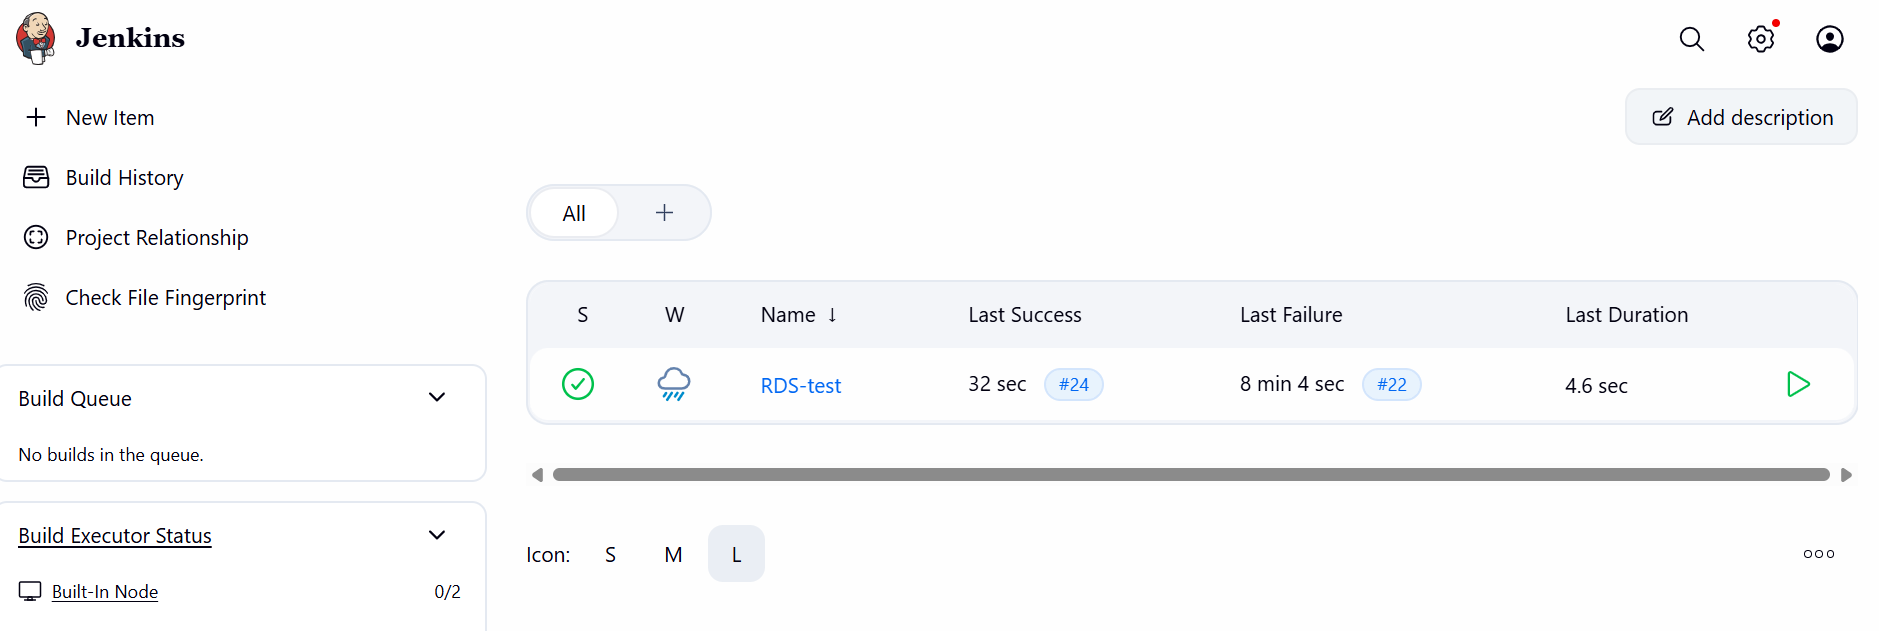 Jenkins
New Item
Build History
Project Relationship
Check File Fingerprint
Build Queue
No builds in the queue.
Build Executor Status
Built-In Node 0/2
Add description
All
S W Name ↓ Last Success Last Failure Last Duration
RDS-test 32 sec #24 8 min 4 sec #22 4.6 sec
Icon: S M L